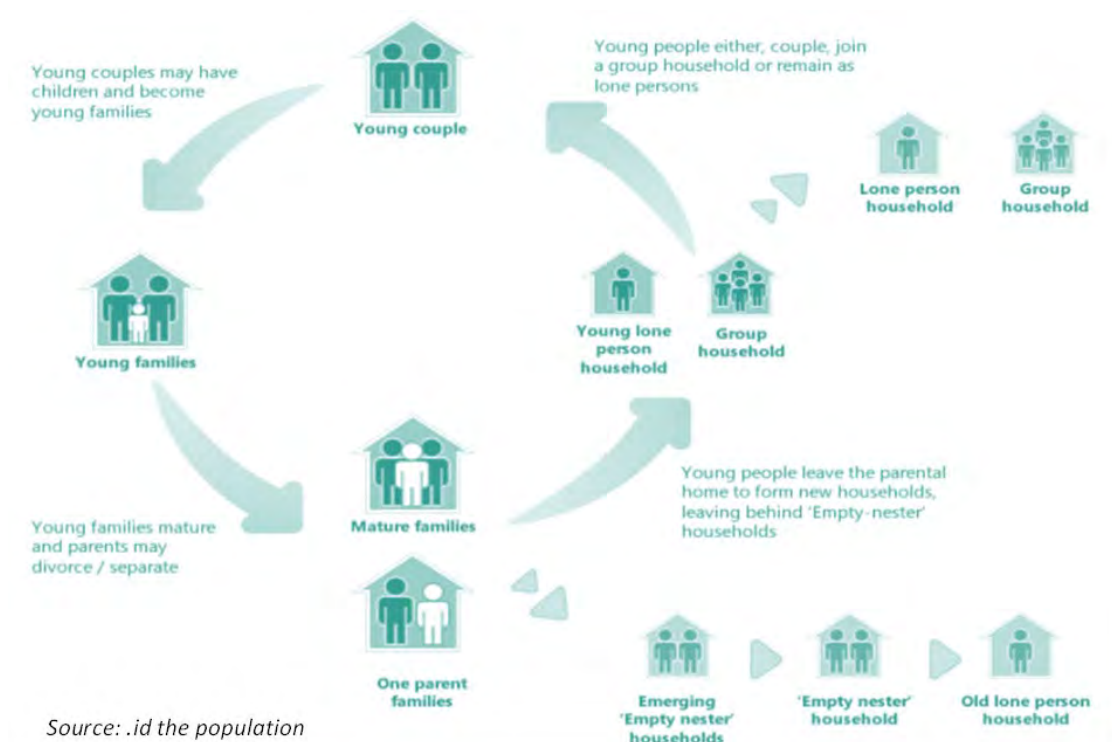 Young couples may have
children and become
young families
Young couple
Young people either, couple, join
a group household or remain as
lone persons
Lone person
household
Group
household
Young families
Young lone
person
household
Group
household
Young families mature
and parents may
divorce / separate
Mature families
Young people leave the parental
home to form new households,
leaving behind 'Empty-nester'
households
One parent
families
Emerging
'Empty nester'
households
'Empty nester'
household
Old lone person
household
Source: .id the population